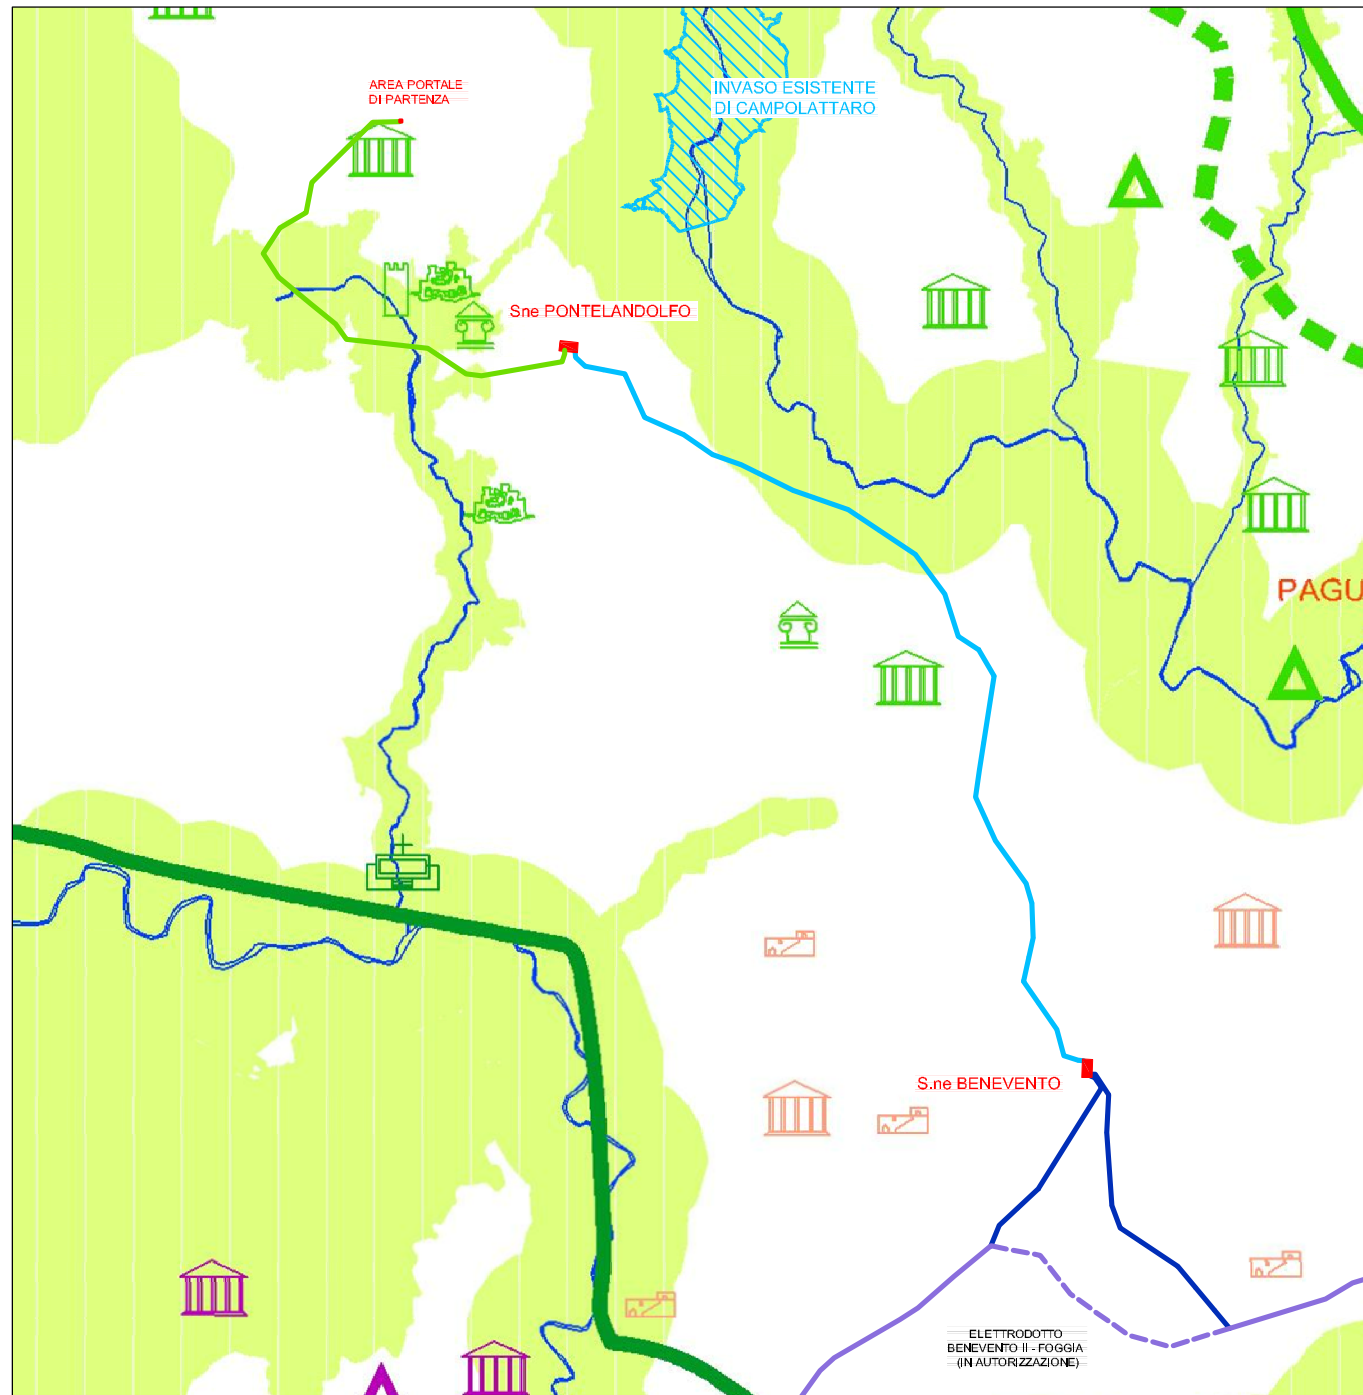 AREA PORTALE
DI PARTENZA
INVASO ESISTENTE
DI CAMPOLATTARO
Sne PONTELANDOLFO
PAGU
S.ne BENEVENTO
ELETTRODOTTO
BENEVENTO II - FOGGIA
(IN AUTORIZZAZIONE)